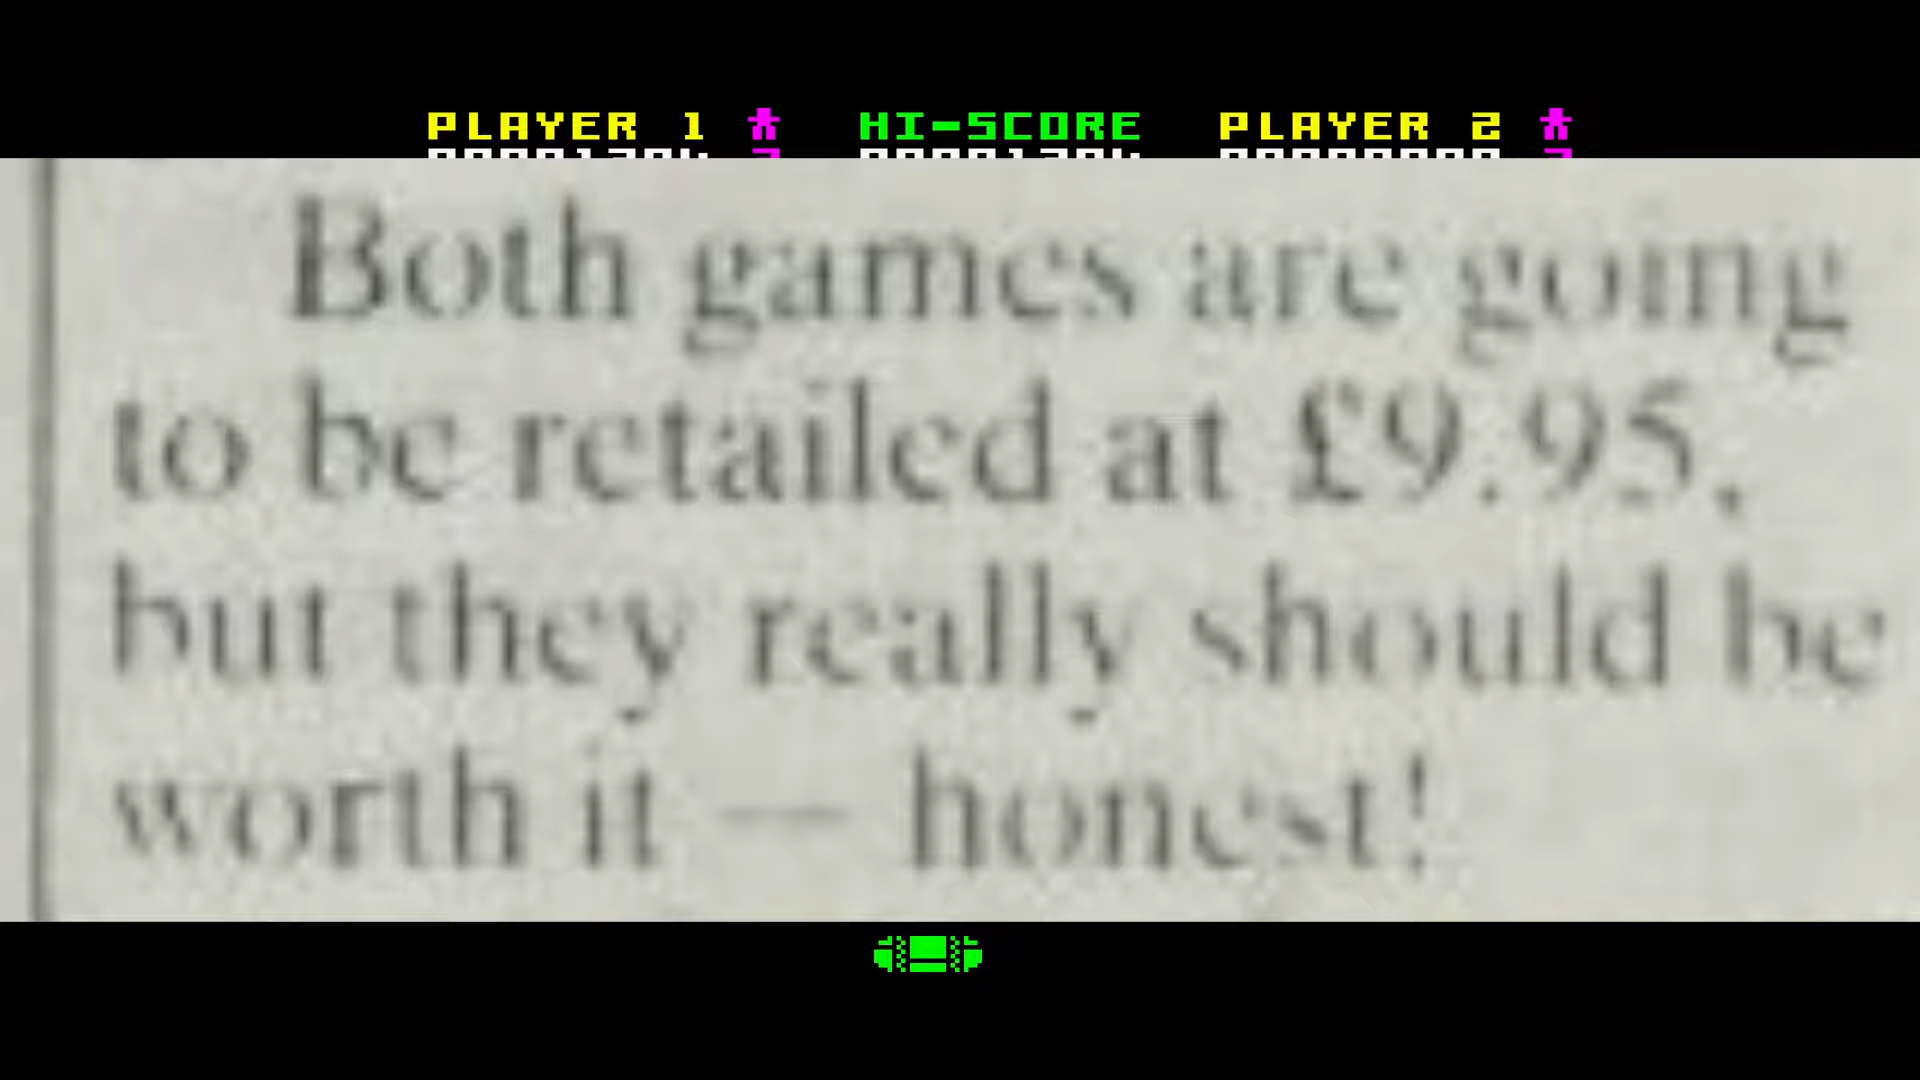 PLAYER 1 HI-SCORE PLAYER 2
Both games are going
to be retailed at £9.95,
but they really should be
worth it — honest!